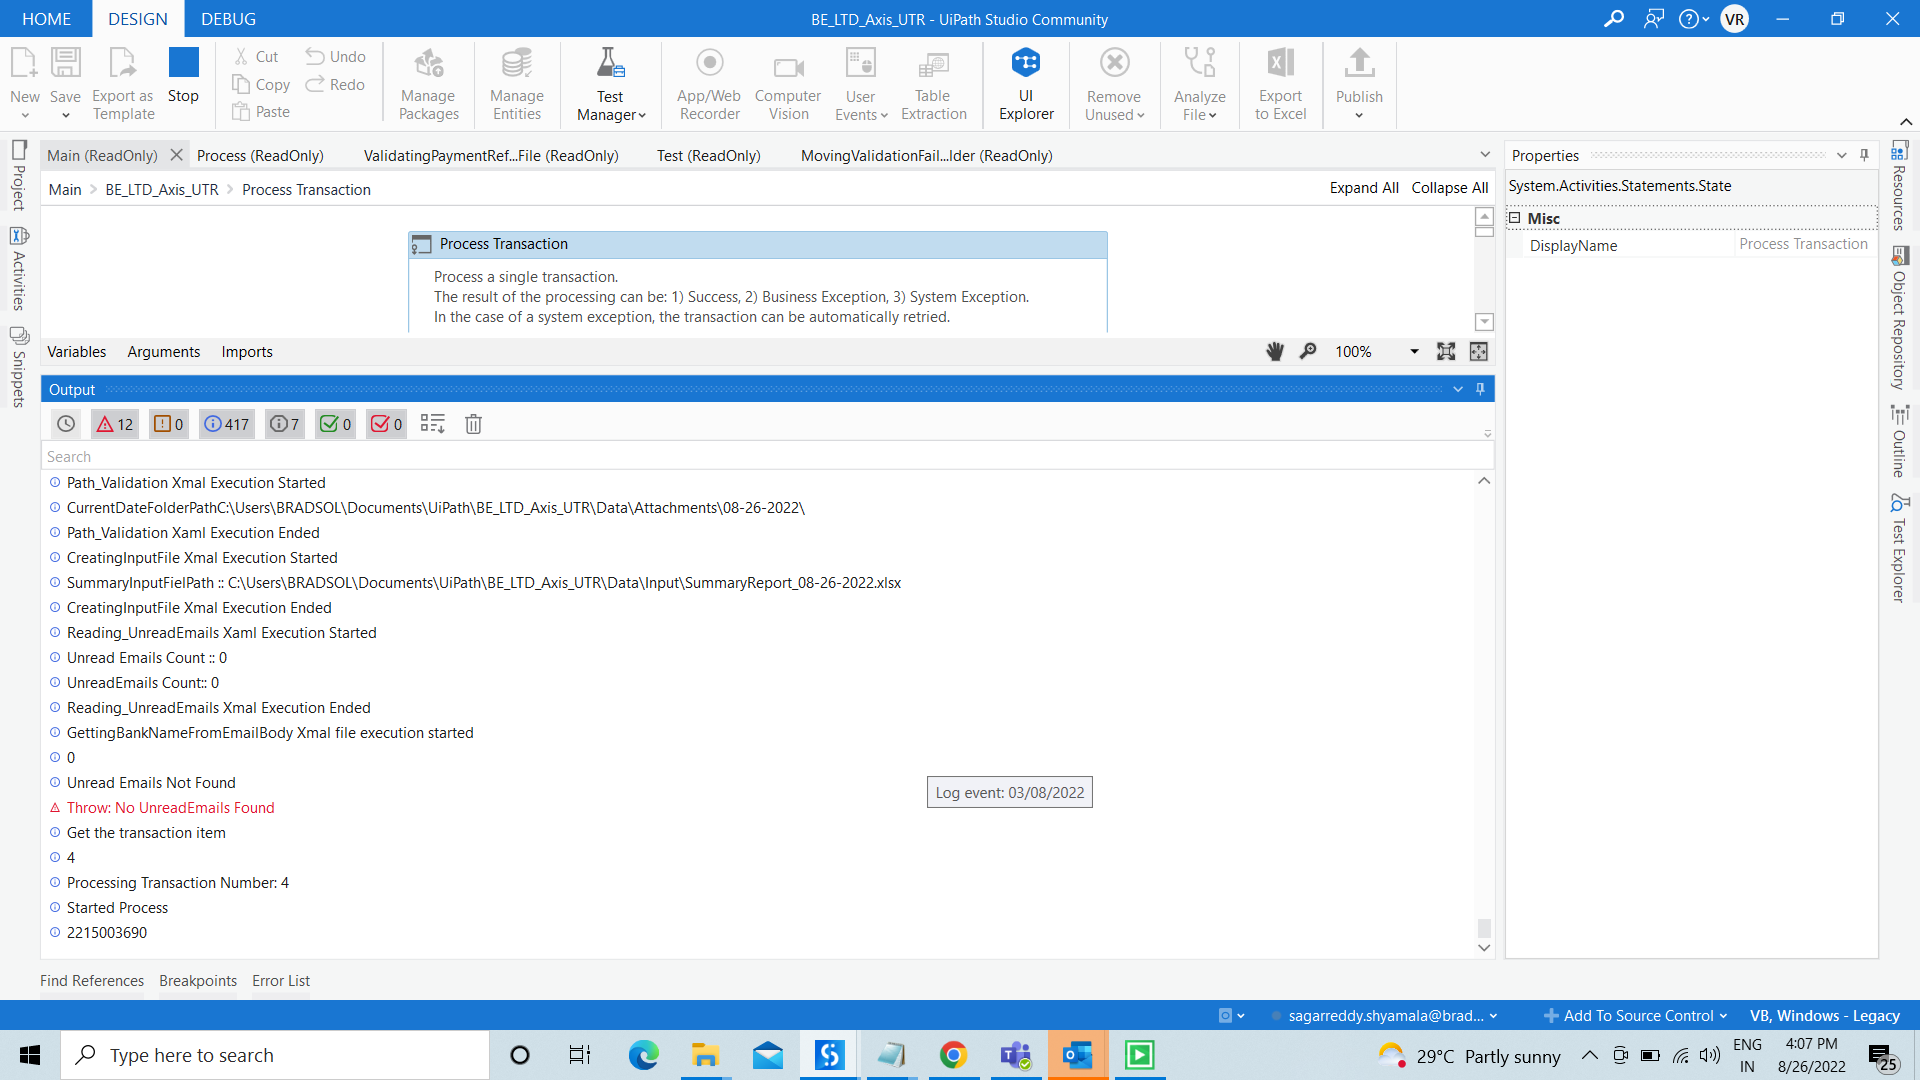 HOME DESIGN DEBUG
BE_LTD_Axis_UTR - UiPath Studio Community
VR
New
Save
Export as
Template
Stop
Cut
Copy
Paste
Undo
Redo
Manage
Packages
Manage
Entities
Test
Manager
App/Web
Recorder
Computer
Vision
User
Events
Table
Extraction
UI
Explorer
Remove
Unused
Analyze
File
Export
to Excel
Publish
Project
Activities
Snippets
Main (ReadOnly) Process (ReadOnly) ValidatingPaymentRef...File (ReadOnly) Test (ReadOnly) MovingValidationFail...lder (ReadOnly)
Main > BE_LTD_Axis_UTR > Process Transaction
Expand All Collapse All
Process Transaction
Process a single transaction.
The result of the processing can be: 1) Success, 2) Business Exception, 3) System Exception.
In the case of a system exception, the transaction can be automatically retried.
Variables Arguments Imports
100%
Output
12 0 417 7 0 0
Search
Path_Validation Xmal Execution Started
CurrentDateFolderPathC:\Users\BRADSOL\Documents\UiPath\BE_LTD_Axis_UTR\Data\Attachments\08-26-2022\
Path_Validation Xaml Execution Ended
CreatingInputFile Xmal Execution Started
SummaryInputFielPath :: C:\Users\BRADSOL\Documents\UiPath\BE_LTD_Axis_UTR\Data\Input\SummaryReport_08-26-2022.xlsx
CreatingInputFile Xmal Execution Ended
Reading_UnreadEmails Xaml Execution Started
Unread Emails Count :: 0
UnreadEmails Count:: 0
Reading_UnreadEmails Xmal Execution Ended
GettingBankNameFromEmailBody Xmal file execution started
0
Unread Emails Not Found
Throw: No UnreadEmails Found
Get the transaction item
4
Processing Transaction Number: 4
Started Process
2215003690
Log event: 03/08/2022
Find References Breakpoints Error List
Properties
System.Activities.Statements.State
Misc
DisplayName Process Transaction
Resources
Object Repository
Outline
Test Explorer
sagarreddy.shyamala@brad...
Add To Source Control
VB, Windows - Legacy
Type here to search
29°C Partly sunny
ENG
IN
4:07 PM
8/26/2022
25